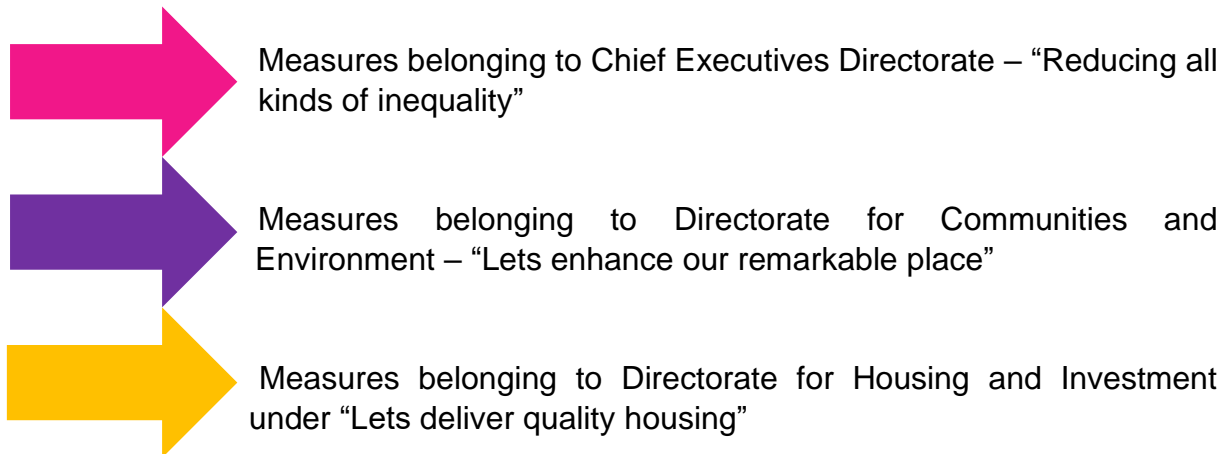 Measures belonging to Chief Executives Directorate – “Reducing all
kinds of inequality”
Measures belonging to Directorate for Communities and
Environment – “Lets enhance our remarkable place”
Measures belonging to Directorate for Housing and Investment
under “Lets deliver quality housing”